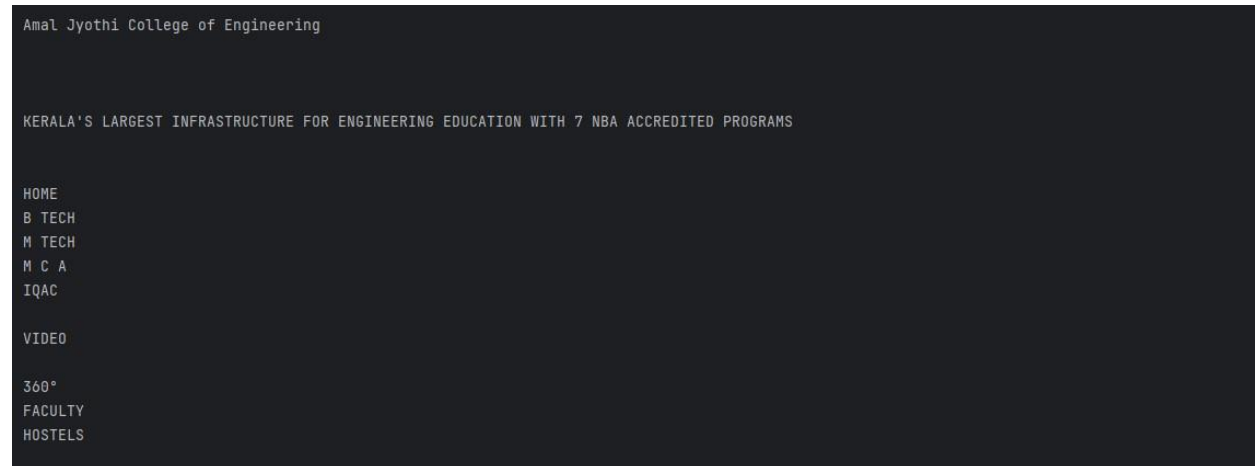 Amal Jyothi College of Engineering
KERALA'S LARGEST INFRASTRUCTURE FOR ENGINEERING EDUCATION WITH 7 NBA ACCREDITED PROGRAMS
HOME
B TECH
M TECH
M C A
IQAC
VIDEO
360°
FACULTY
HOSTELS